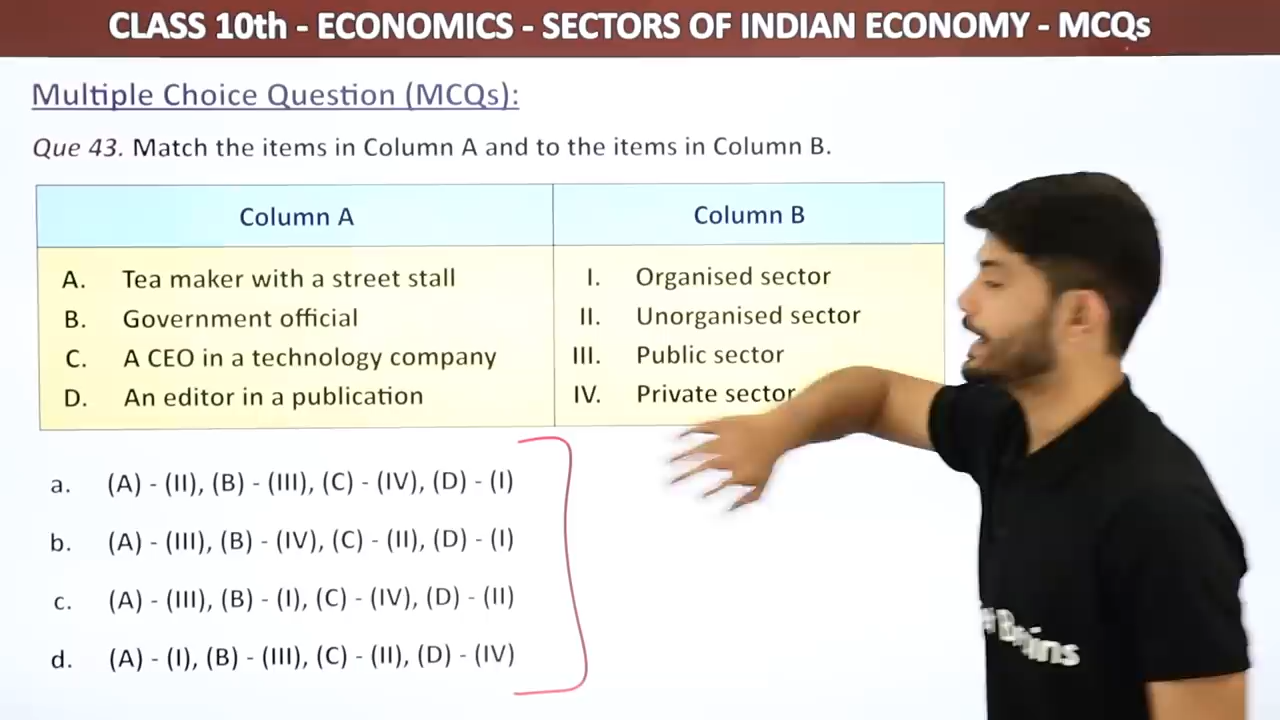 CLASS 10th - ECONOMICS - SECTORS OF INDIAN ECONOMY - MCQs
Multiple Choice Question (MCQs):
Que 43. Match the items in Column A and to the items in Column B.
Column A Column B
A. Tea maker with a street stall I. Organised sector
B. Government official II. Unorganised sector
C. A CEO in a technology company III. Public sector
D. An editor in a publication IV. Private sector
a. (A) - (II), (B) - (III), (C) - (IV), (D) - (I)
b. (A) - (III), (B) - (IV), (C) - (II), (D) - (I)
c. (A) - (III), (B) - (I), (C) - (IV), (D) - (II)
d. (A) - (I), (B) - (III), (C) - (II), (D) - (IV)